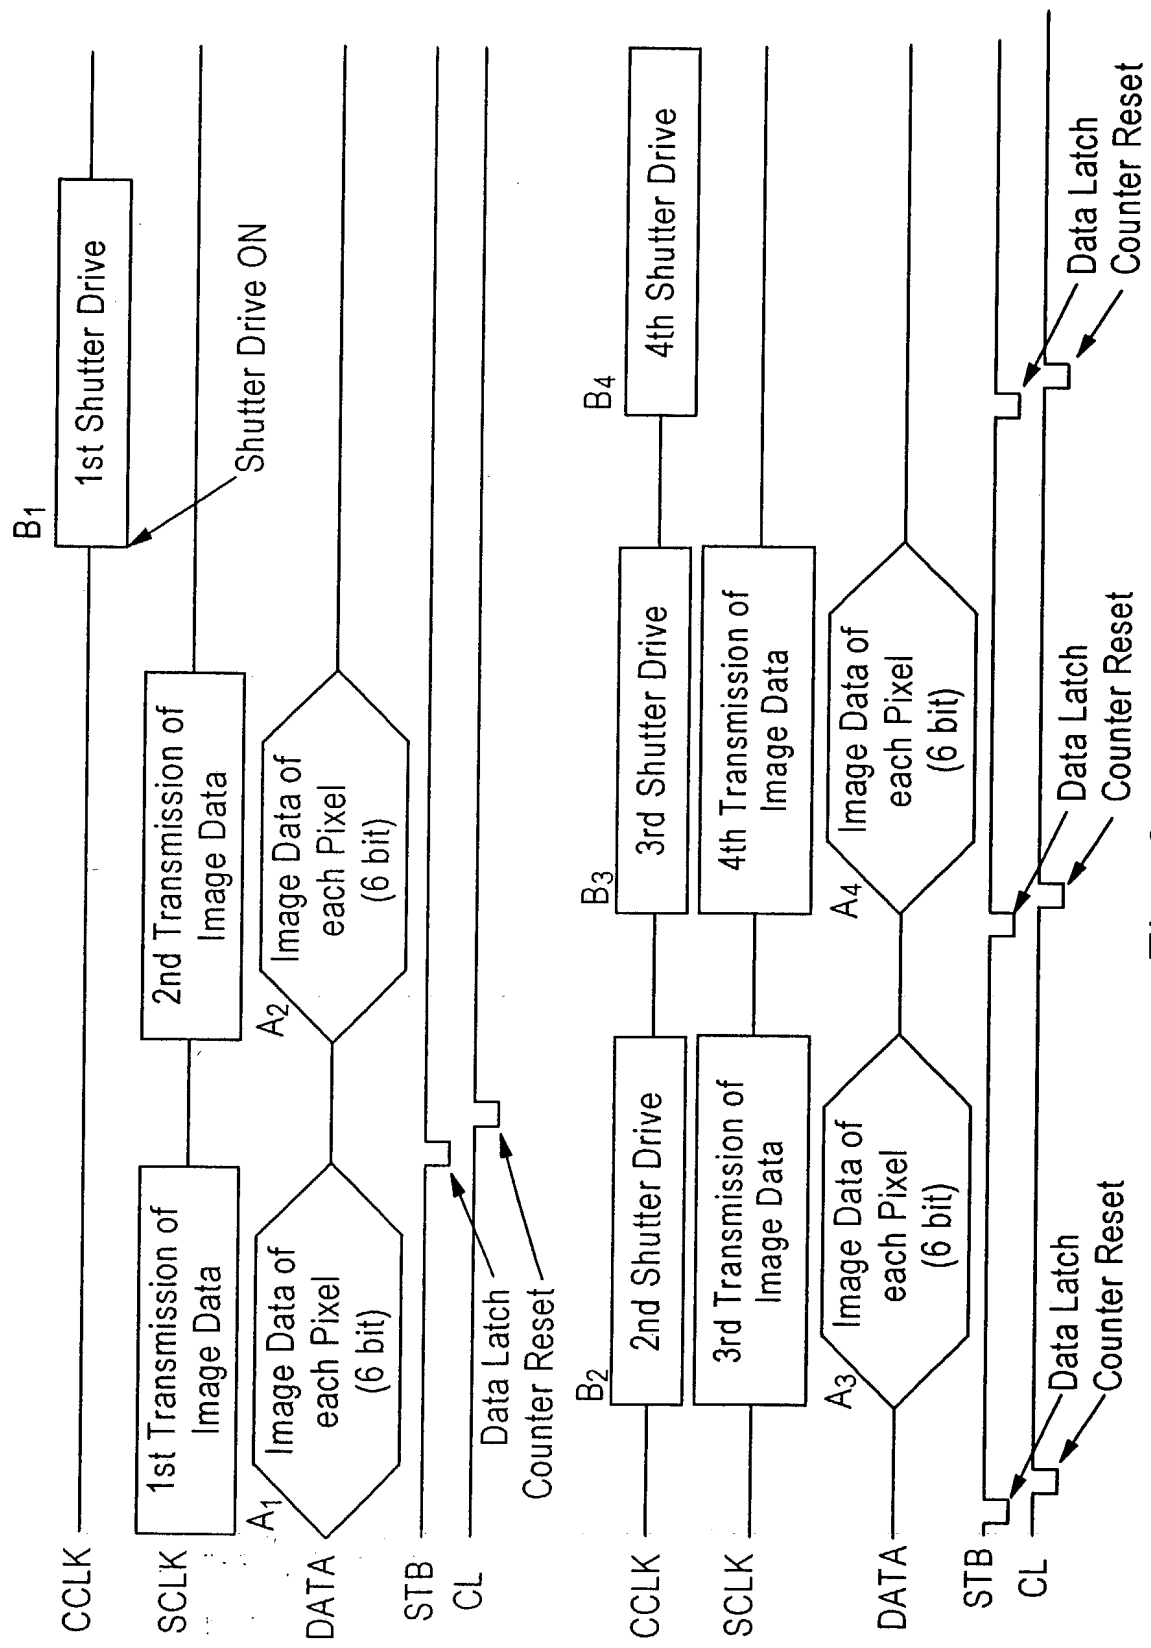 CCLK
B1
1st Shutter Drive
Shutter Drive ON
SCLK
1st Transmission of
Image Data
2nd Transmission of
Image Data
DATA
A1
Image Data of
each Pixel
(6 bit)
A2
Image Data of
each Pixel
(6 bit)
STB
CL
Data Latch
Counter Reset
CCLK
B2
2nd Shutter Drive
B3
3rd Shutter Drive
B4
4th Shutter Drive
SCLK
3rd Transmission of
Image Data
4th Transmission of
Image Data
DATA
A3
Image Data of
each Pixel
(6 bit)
A4
Image Data of
each Pixel
(6 bit)
STB
CL
Data Latch
Counter Reset
Data Latch
Counter Reset
Data Latch
Counter Reset